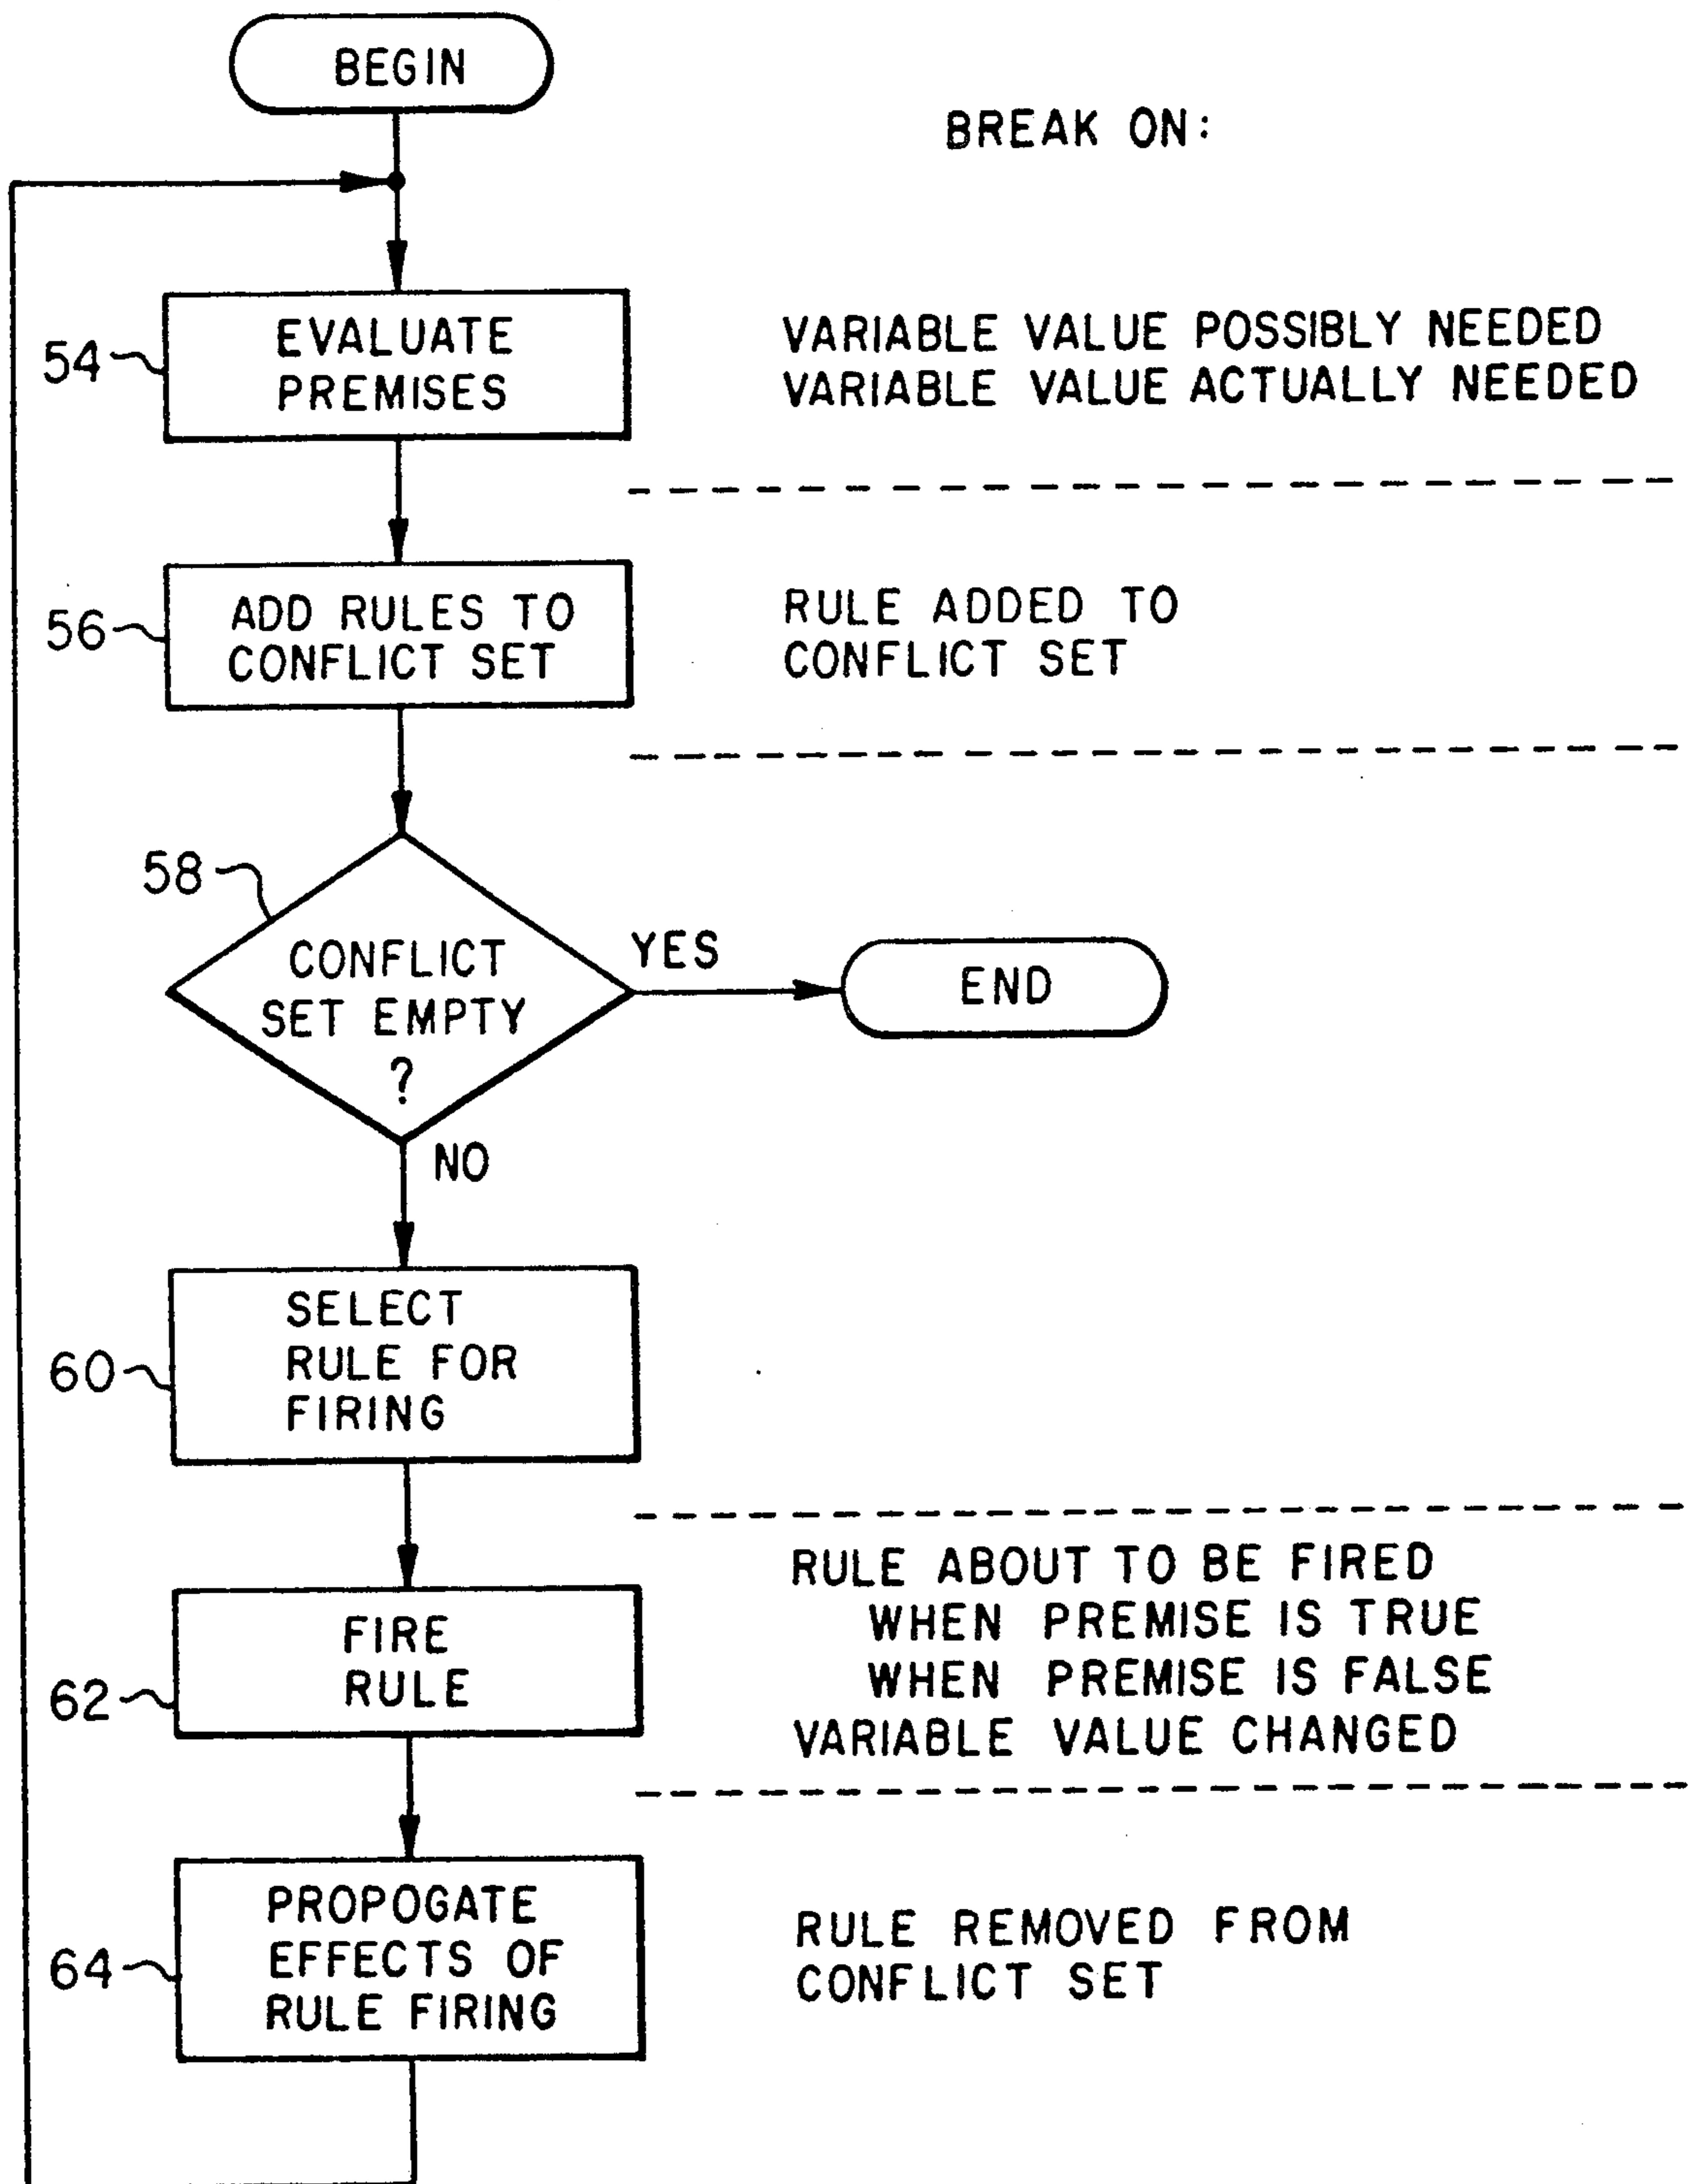 BEGIN
BREAK ON:
54
EVALUATE
PREMISES
VARIABLE VALUE POSSIBLY NEEDED
VARIABLE VALUE ACTUALLY NEEDED
56
ADD RULES TO
CONFLICT SET
RULE ADDED TO
CONFLICT SET
58
CONFLICT
SET EMPTY
?
YES
END
NO
60
SELECT
RULE FOR
FIRING
62
FIRE
RULE
RULE ABOUT TO BE FIRED
WHEN PREMISE IS TRUE
WHEN PREMISE IS FALSE
VARIABLE VALUE CHANGED
64
PROPOGATE
EFFECTS OF
RULE FIRING
RULE REMOVED FROM
CONFLICT SET